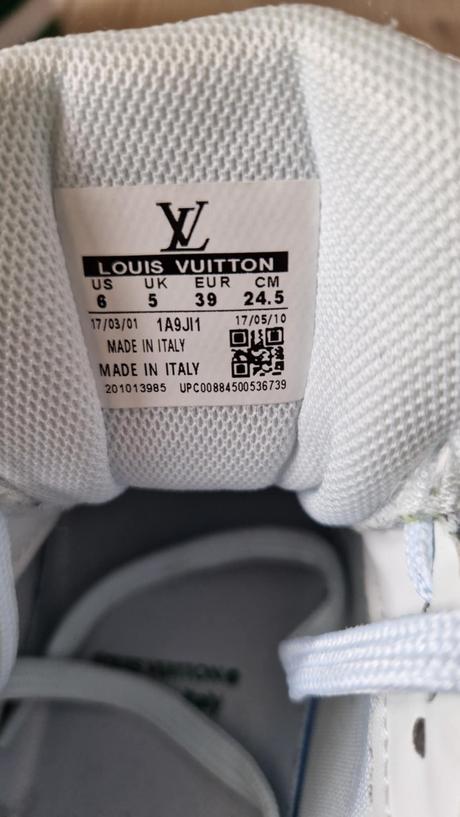 LV
LOUIS VUITTON
US UK EUR CM
6 5 39 24.5
17/03/01 1A9JI1 17/05/10
MADE IN ITALY
MADE IN ITALY
201013985 UPC00884500536739